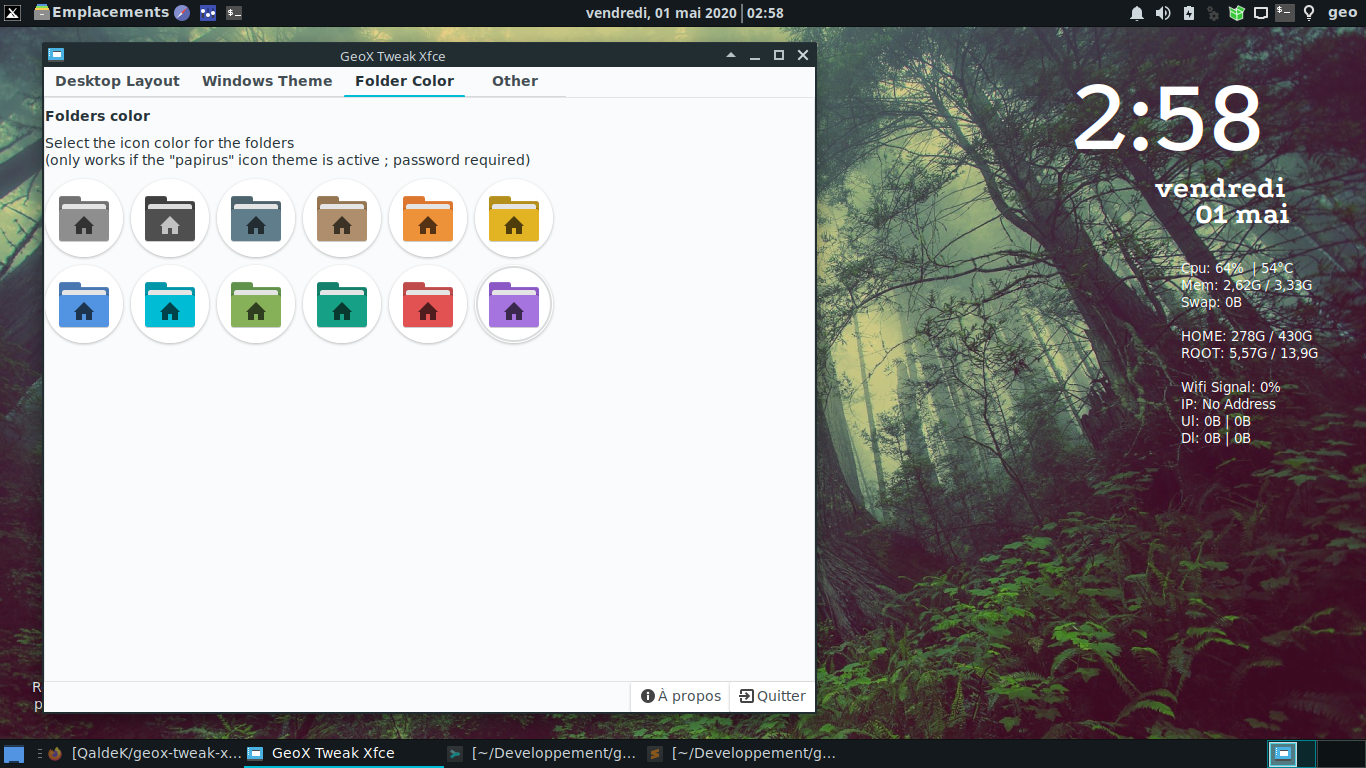 Emplacements
vendredi, 01 mai 2020 | 02:58
geo
GeoX Tweak Xfce
Desktop Layout
Windows Theme
Folder Color
Other
Folders color
Select the icon color for the folders
(only works if the "papirus" icon theme is active ; password required)
À propos
Quitter
2:58
vendredi
01 mai
Cpu: 64% | 54°C
Mem: 2,62G / 3,33G
Swap: 0B
HOME: 278G / 430G
ROOT: 5,57G / 13,9G
Wifi Signal: 0%
IP: No Address
Ul: 0B | 0B
Dl: 0B | 0B
R
p
[QaldeK/geox-tweak-x...
GeoX Tweak Xfce
[~/Developpement/g...
[~/Developpement/g...